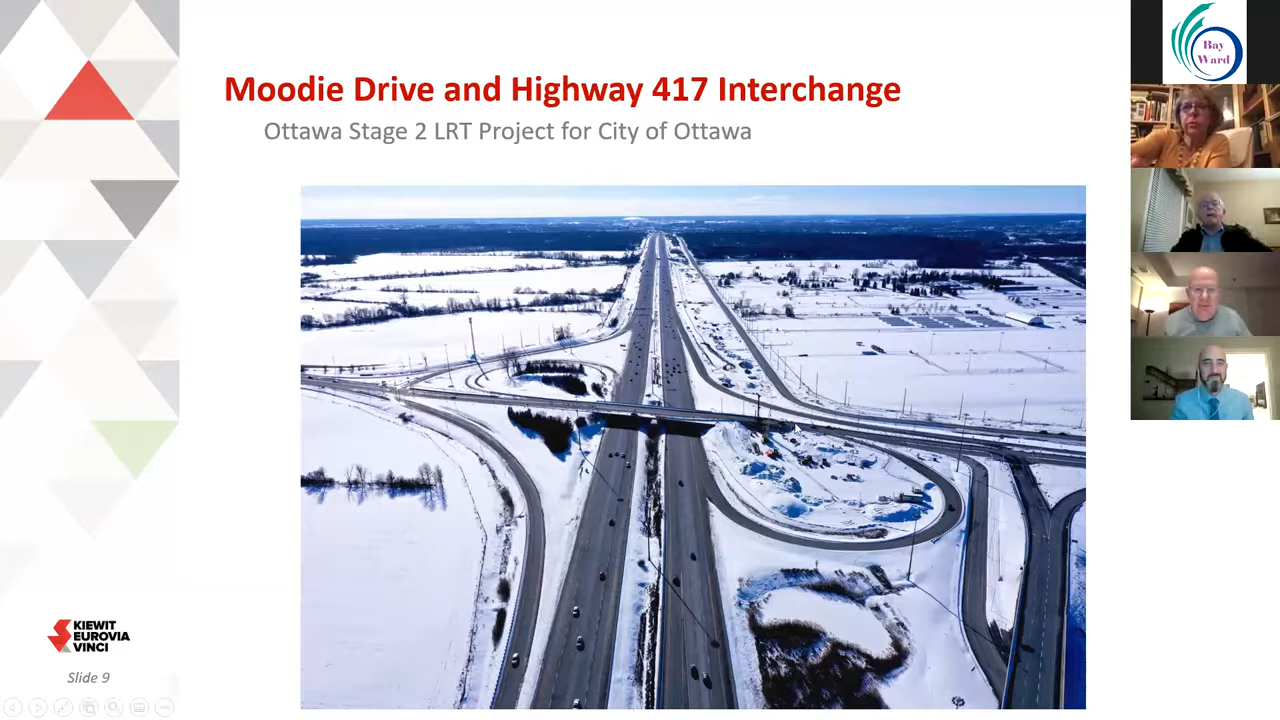 Moodie Drive and Highway 417 Interchange
Ottawa Stage 2 LRT Project for City of Ottawa
Bay
Ward
KIEWIT
EUROVIA
VINCI
Slide 9